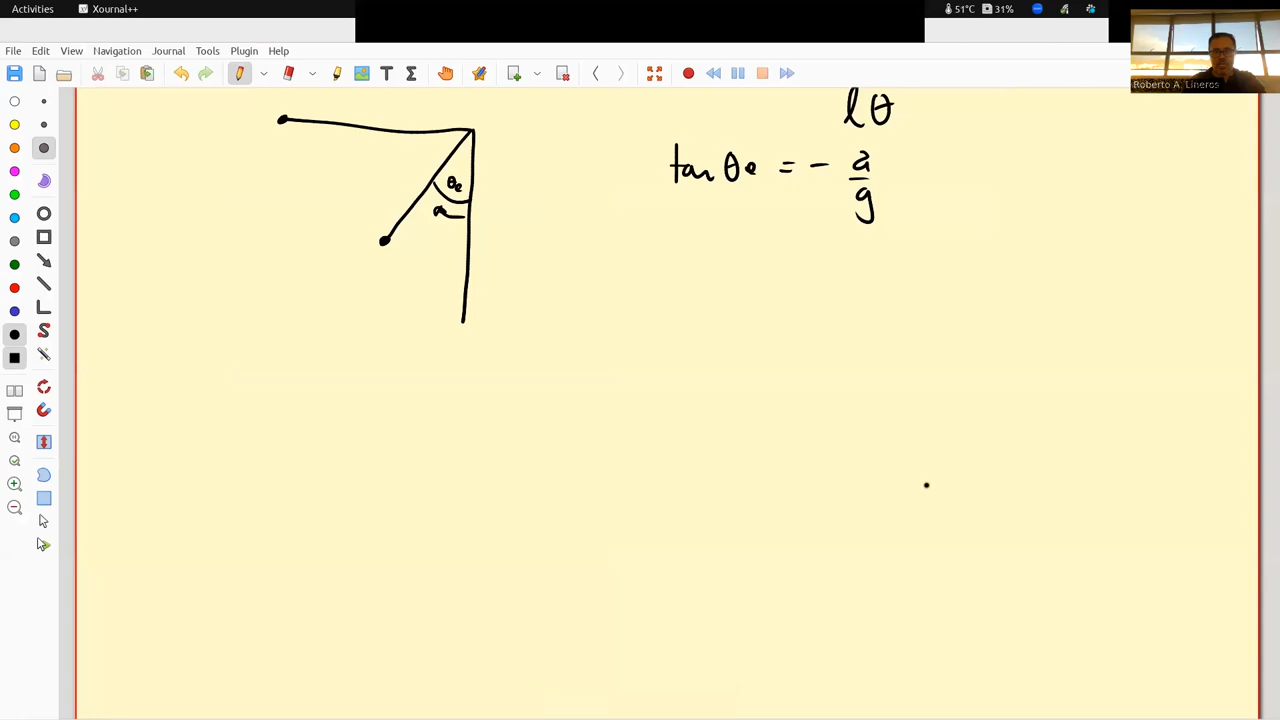 Activities
Xournal++
51°C
31%
File Edit View Navigation Journal Tools Plugin Help
Roberto A. Lineros
lθ
tan θe = - a/g
θe